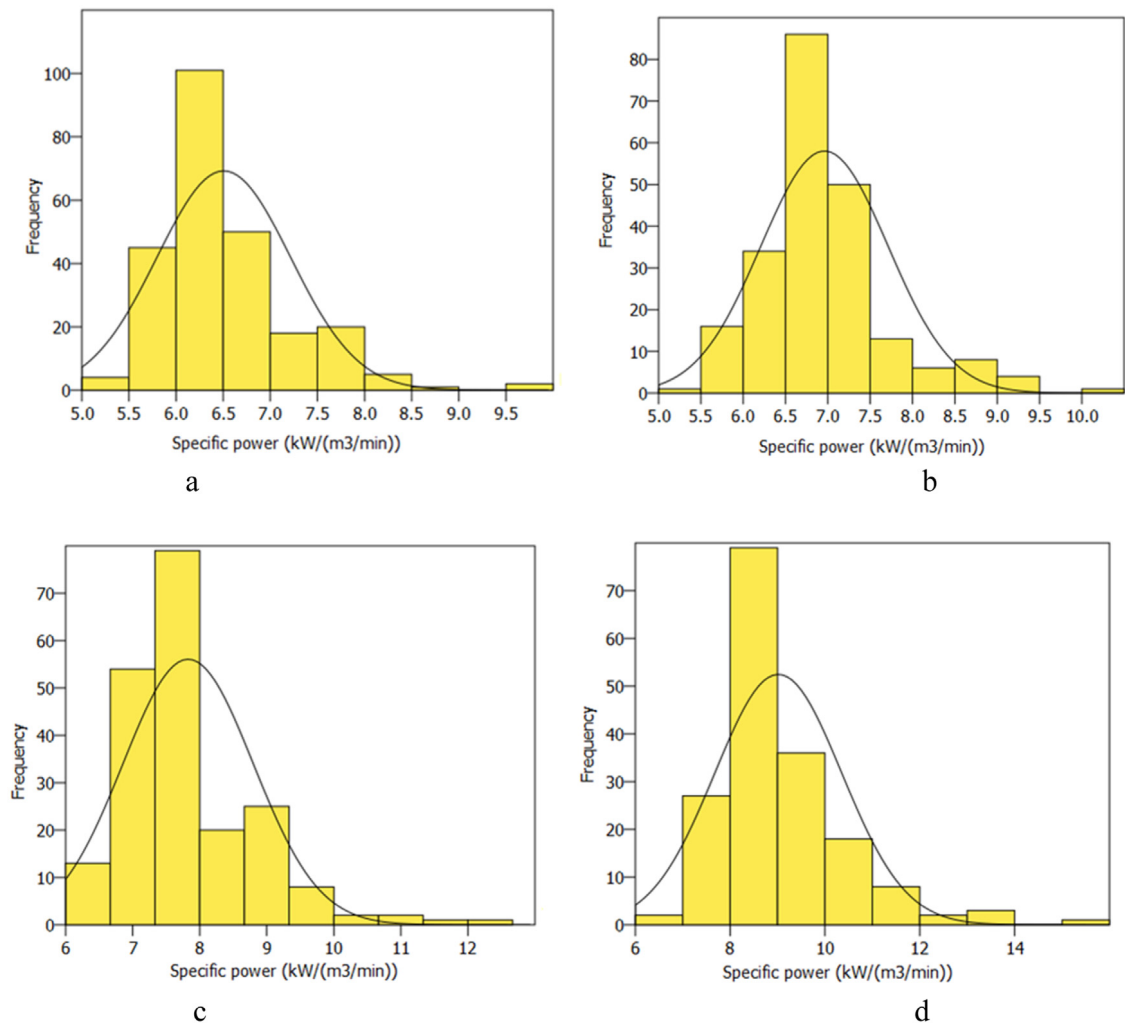 100
80
60
40
20
0
Frequency
5.0 5.5 6.0 6.5 7.0 7.5 8.0 8.5 9.0 9.5
Specific power (kW/(m3/min))
a
80
70
60
50
40
30
20
10
0
Frequency
5.0 5.5 6.0 6.5 7.0 7.5 8.0 8.5 9.0 9.5 10.0
Specific power (kW/(m3/min))
b
70
60
50
40
30
20
10
0
Frequency
6 7 8 9 10 11 12
Specific power (kW/(m3/min))
c
70
60
50
40
30
20
10
0
Frequency
6 8 10 12 14
Specific power (kW/(m3/min))
d